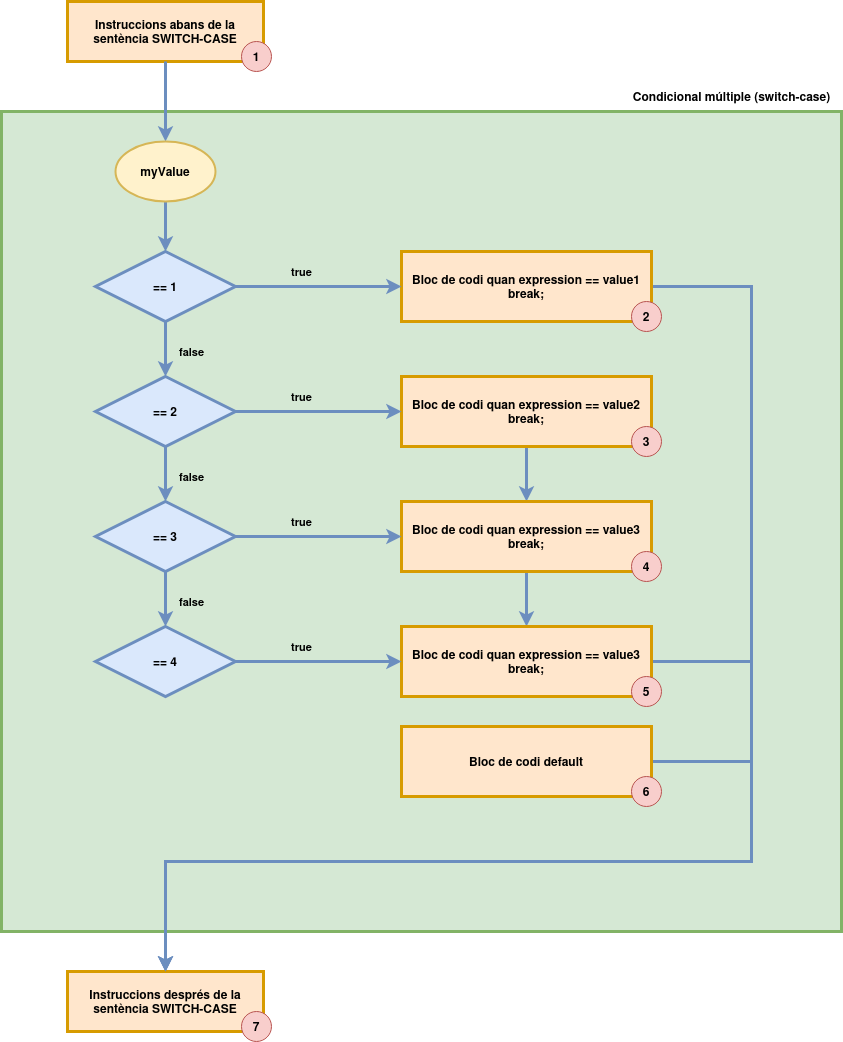 Instruccions abans de la
sentència SWITCH-CASE
1
Condicional múltiple (switch-case)
myValue
== 1
true
Bloc de codi quan expression == value1
break;
2
false
== 2
true
Bloc de codi quan expression == value2
break;
3
false
== 3
true
Bloc de codi quan expression == value3
break;
4
false
== 4
true
Bloc de codi quan expression == value3
break;
5
Bloc de codi default
6
Instruccions després de la
sentència SWITCH-CASE
7